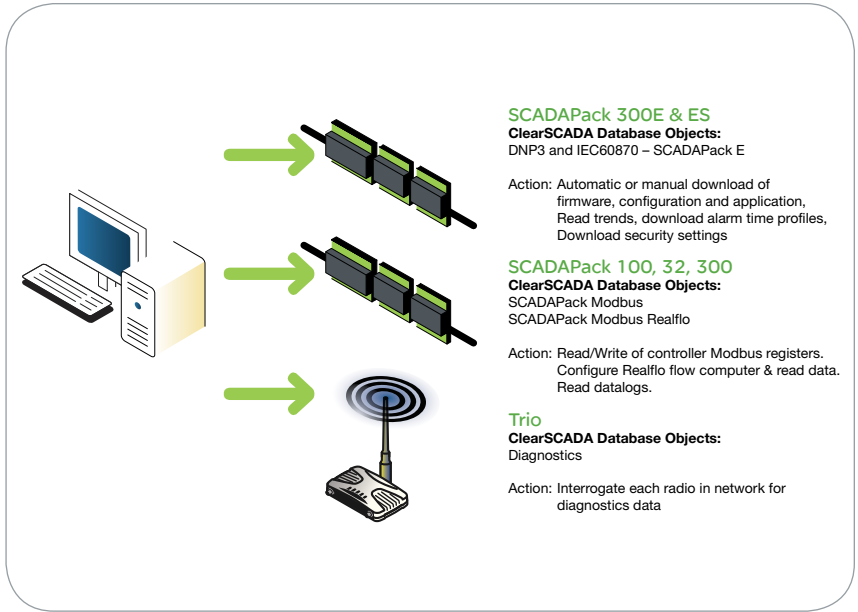 SCADAPack 300E & ES
ClearSCADA Database Objects:
DNP3 and IEC60870 – SCADAPack E
Action: Automatic or manual download of
firmware, configuration and application,
Read trends, download alarm time profiles,
Download security settings
SCADAPack 100, 32, 300
ClearSCADA Database Objects:
SCADAPack Modbus
SCADAPack Modbus Realflo
Action: Read/Write of controller Modbus registers.
Configure Realflo flow computer & read data.
Read datalogs.
Trio
ClearSCADA Database Objects:
Diagnostics
Action: Interrogate each radio in network for
diagnostics data